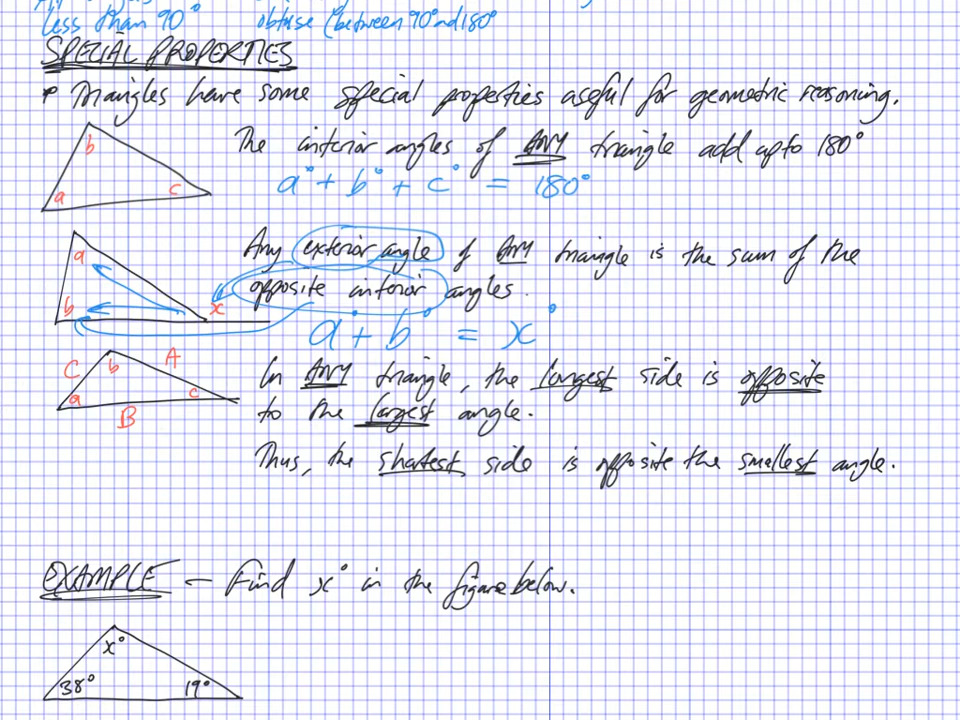 less than 90° obtuse (between 90° and 180°
SPECIAL PROPERTIES
Triangles have some special properties useful for geometric reasoning.
b
a
c
The interior angles of ANY triangle add up to 180°
a° + b° + c° = 180°
a
b
x
Any exterior angle of ANY triangle is the sum of the
opposite interior angles.
a° + b° = x°
C
b
A
a
c
B
In ANY triangle, the longest side is opposite
to the largest angle.
Thus, the shortest side is opposite the smallest angle.
EXAMPLE — Find x° in the figure below.
x°
38°
19°